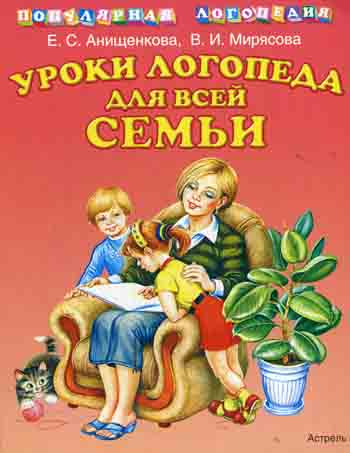 ПОПУЛЯРНАЯ ЛОГОПЕДИЯ
Е. С. Анищенкова, В. И. Мирясова
УРОКИ ЛОГОПЕДА
ДЛЯ ВСЕЙ
СЕМЬИ
Астрель